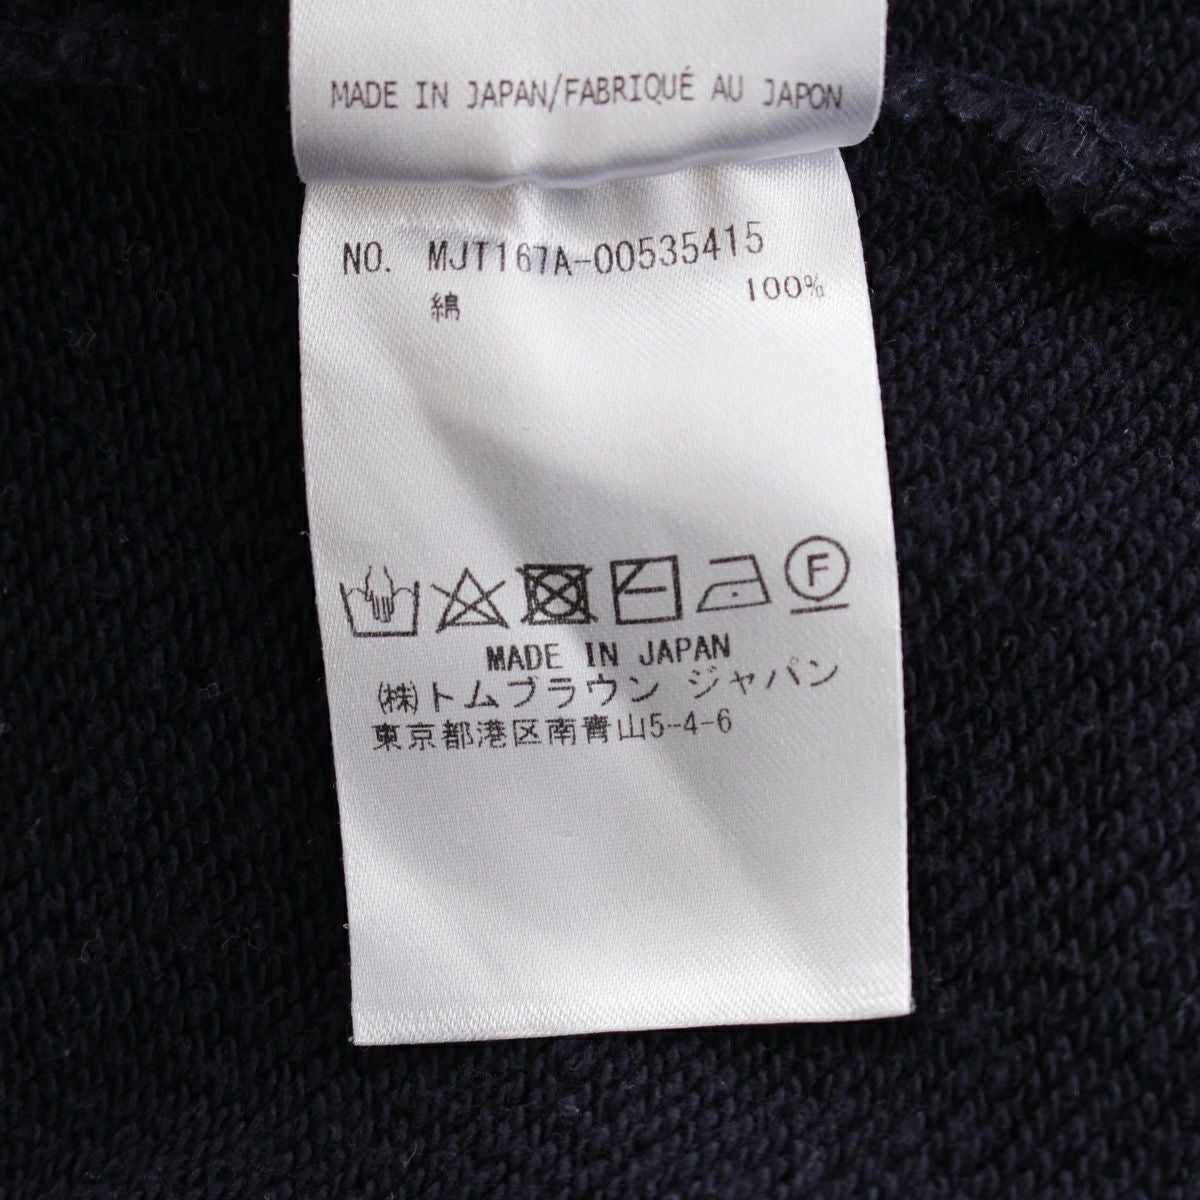 MADE IN JAPAN/FABRIQUÉ AU JAPON
NO. MJT167A-00535415
綿 100%
F
MADE IN JAPAN
㈱トムブラウン ジャパン
東京都港区南青山5-4-6